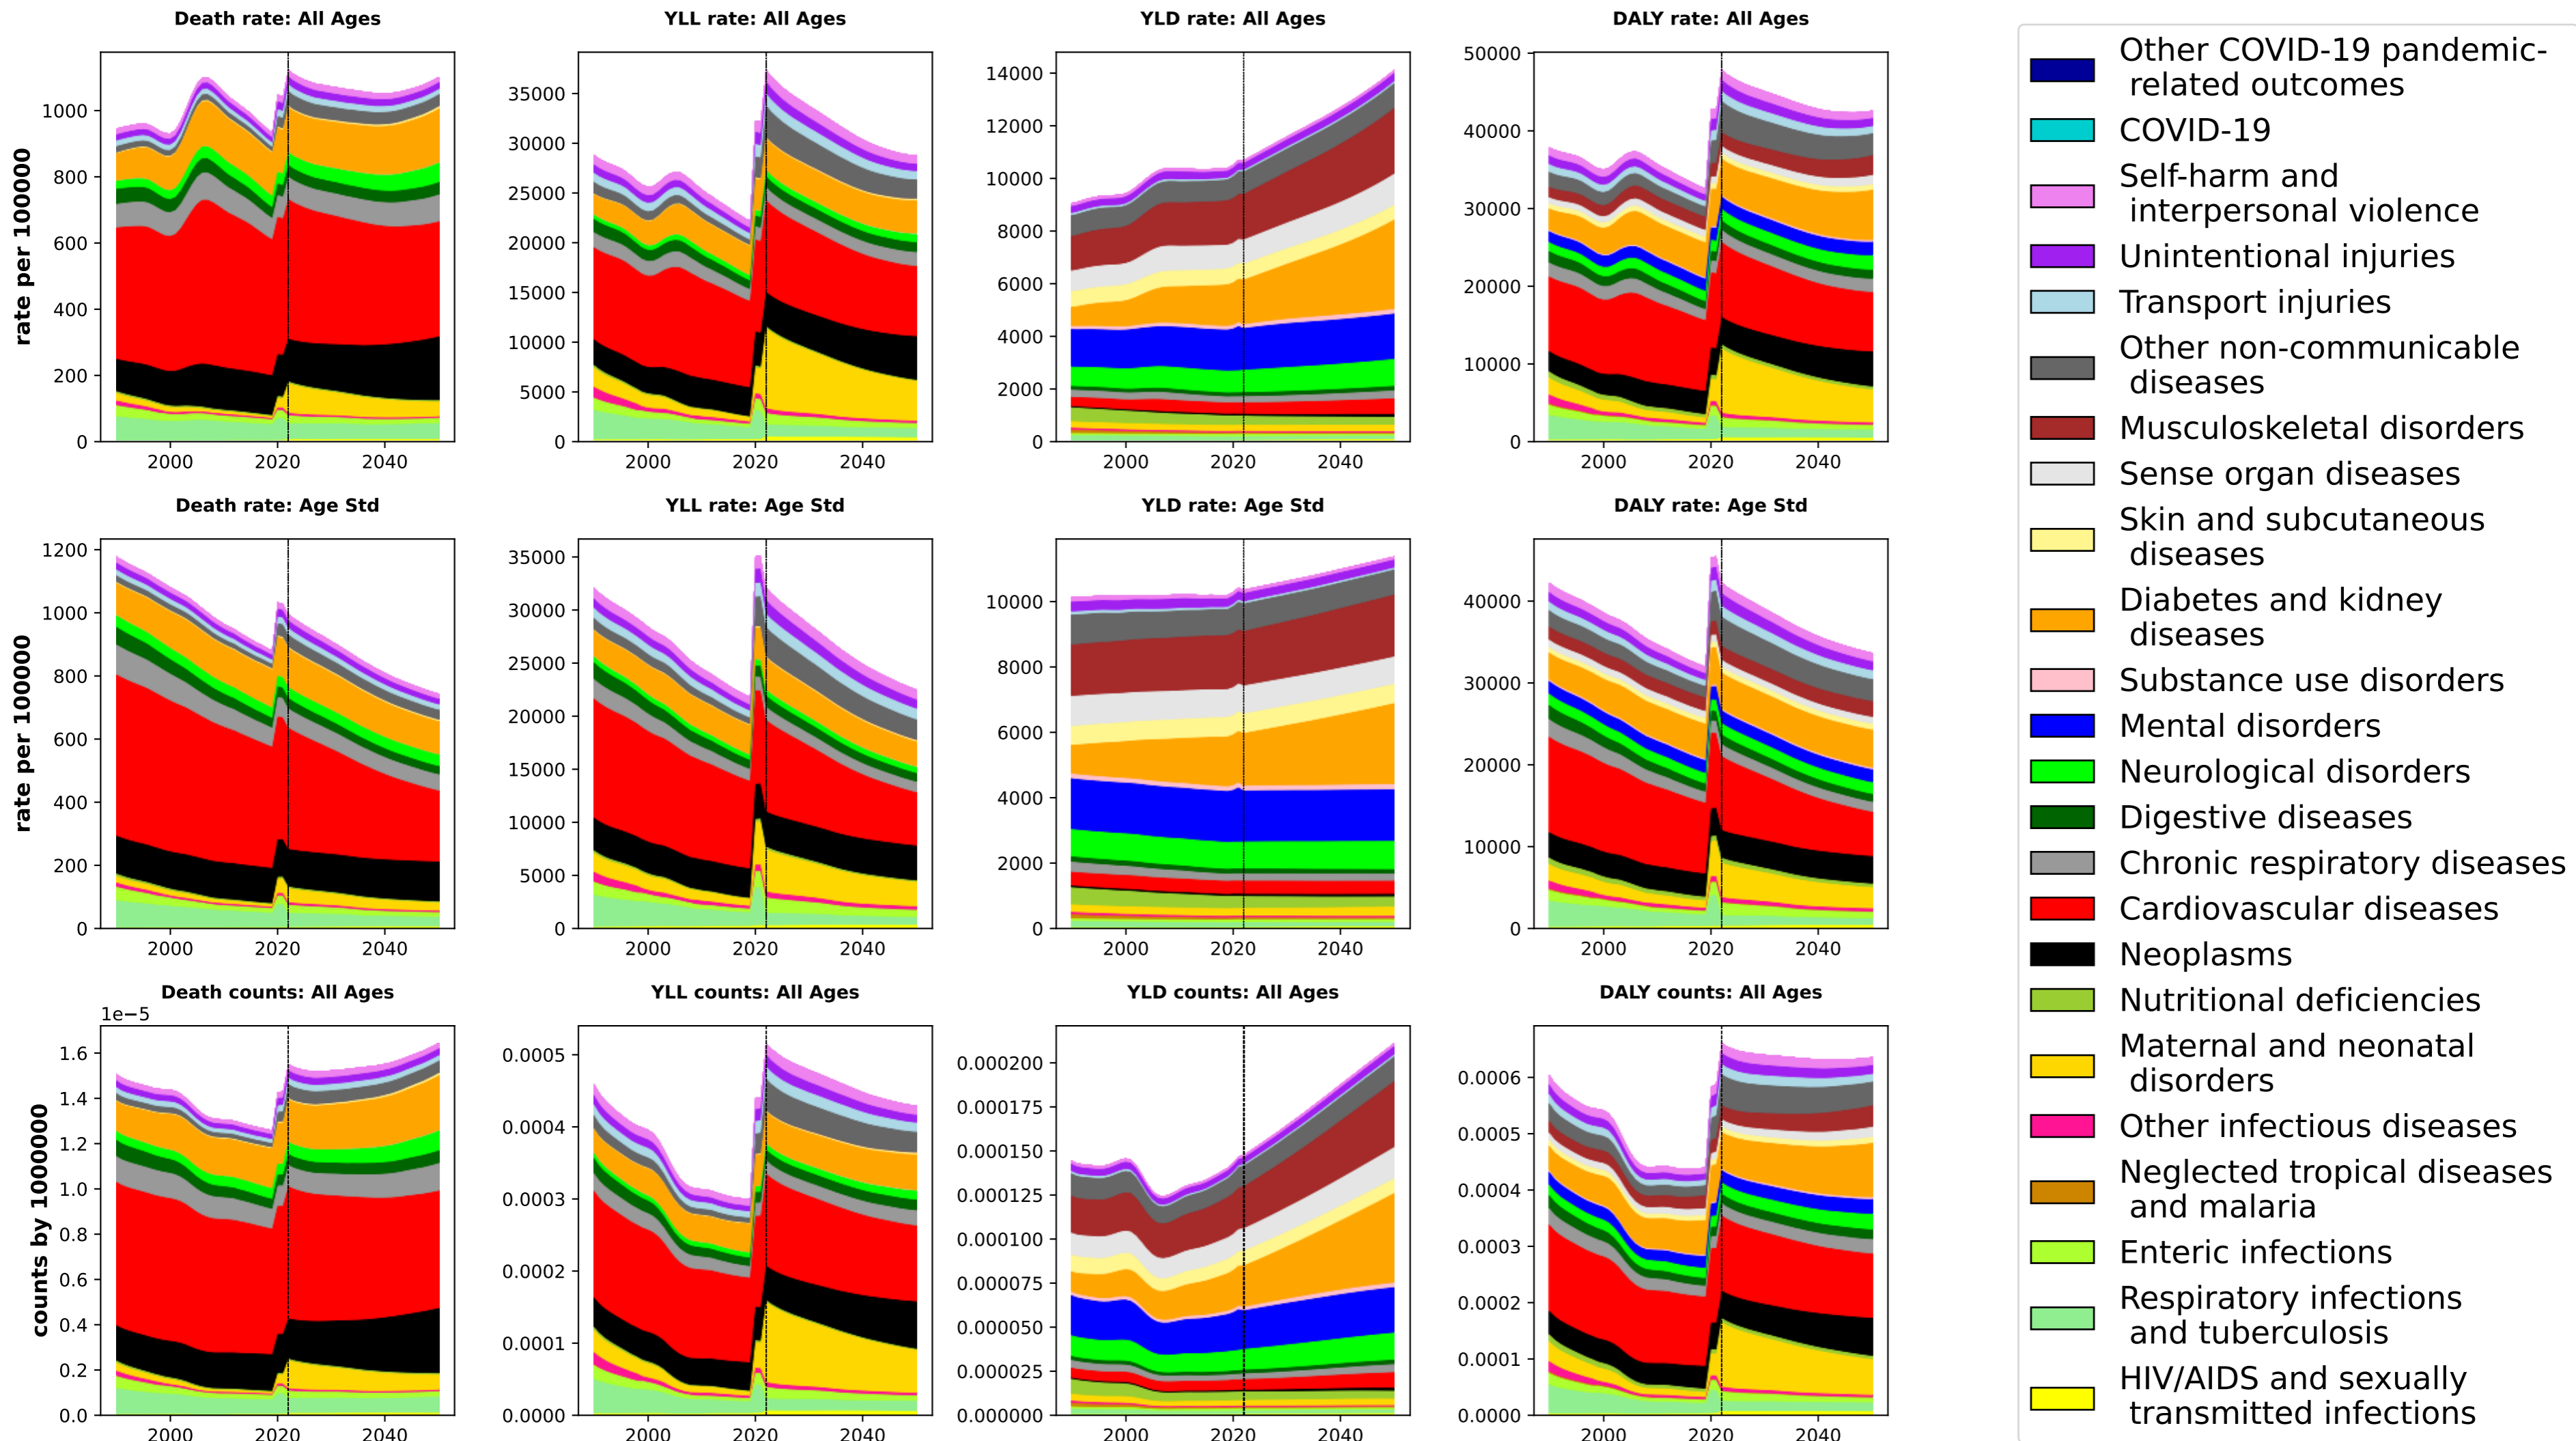 Death rate: All Ages
YLL rate: All Ages
YLD rate: All Ages
DALY rate: All Ages
rate per 100000
1000
800
600
400
200
0
2000 2020 2040
35000
30000
25000
20000
15000
10000
5000
0
2000 2020 2040
14000
12000
10000
8000
6000
4000
2000
0
2000 2020 2040
50000
40000
30000
20000
10000
0
2000 2020 2040
Death rate: Age Std
YLL rate: Age Std
YLD rate: Age Std
DALY rate: Age Std
rate per 100000
1200
1000
800
600
400
200
0
2000 2020 2040
35000
30000
25000
20000
15000
10000
5000
0
2000 2020 2040
10000
8000
6000
4000
2000
0
2000 2020 2040
40000
30000
20000
10000
0
2000 2020 2040
Death counts: All Ages
YLL counts: All Ages
YLD counts: All Ages
DALY counts: All Ages
counts by 1000000
1e−5
1.6
1.4
1.2
1.0
0.8
0.6
0.4
0.2
0.0
2000 2020 2040
0.0005
0.0004
0.0003
0.0002
0.0001
0.0000
2000 2020 2040
0.000200
0.000175
0.000150
0.000125
0.000100
0.000075
0.000050
0.000025
0.000000
2000 2020 2040
0.0006
0.0005
0.0004
0.0003
0.0002
0.0001
0.0000
2000 2020 2040
Other COVID-19 pandemic-
related outcomes
COVID-19
Self-harm and
interpersonal violence
Unintentional injuries
Transport injuries
Other non-communicable
diseases
Musculoskeletal disorders
Sense organ diseases
Skin and subcutaneous
diseases
Diabetes and kidney
diseases
Substance use disorders
Mental disorders
Neurological disorders
Digestive diseases
Chronic respiratory diseases
Cardiovascular diseases
Neoplasms
Nutritional deficiencies
Maternal and neonatal
disorders
Other infectious diseases
Neglected tropical diseases
and malaria
Enteric infections
Respiratory infections
and tuberculosis
HIV/AIDS and sexually
transmitted infections